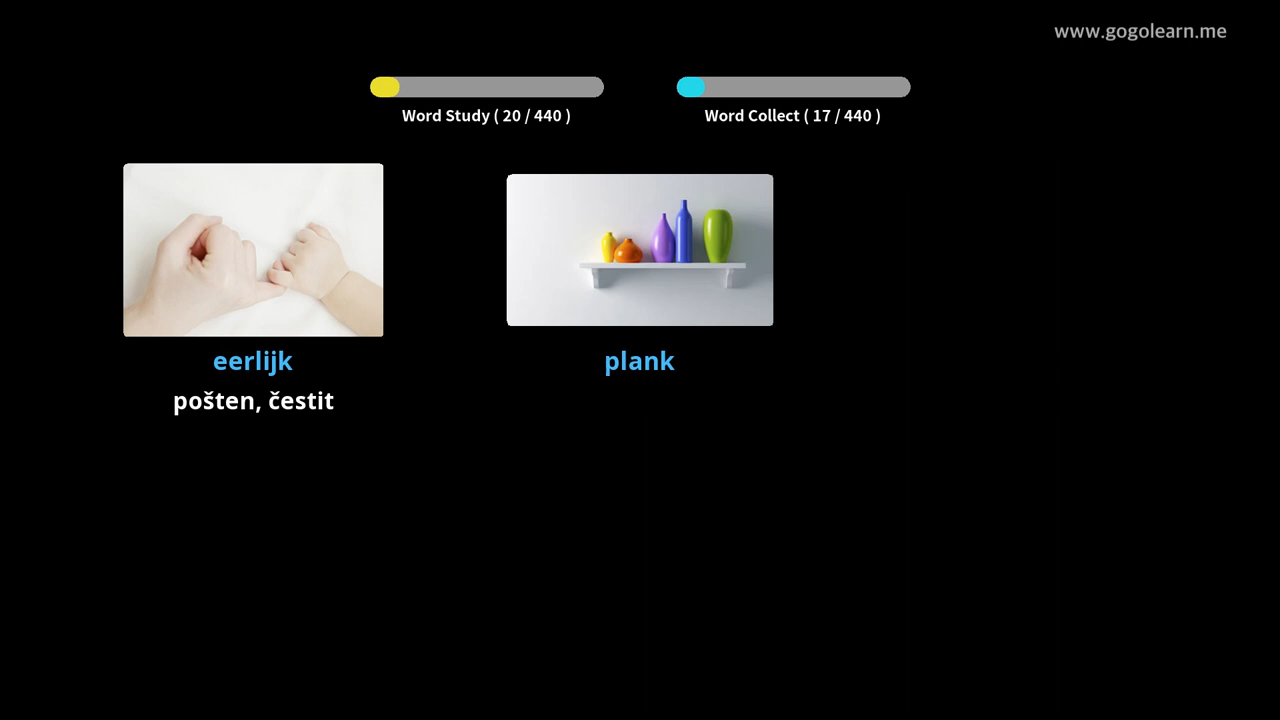 www.gogolearn.me
Word Study ( 20 / 440 )
Word Collect ( 17 / 440 )
eerlijk
plank
pošten, čestit